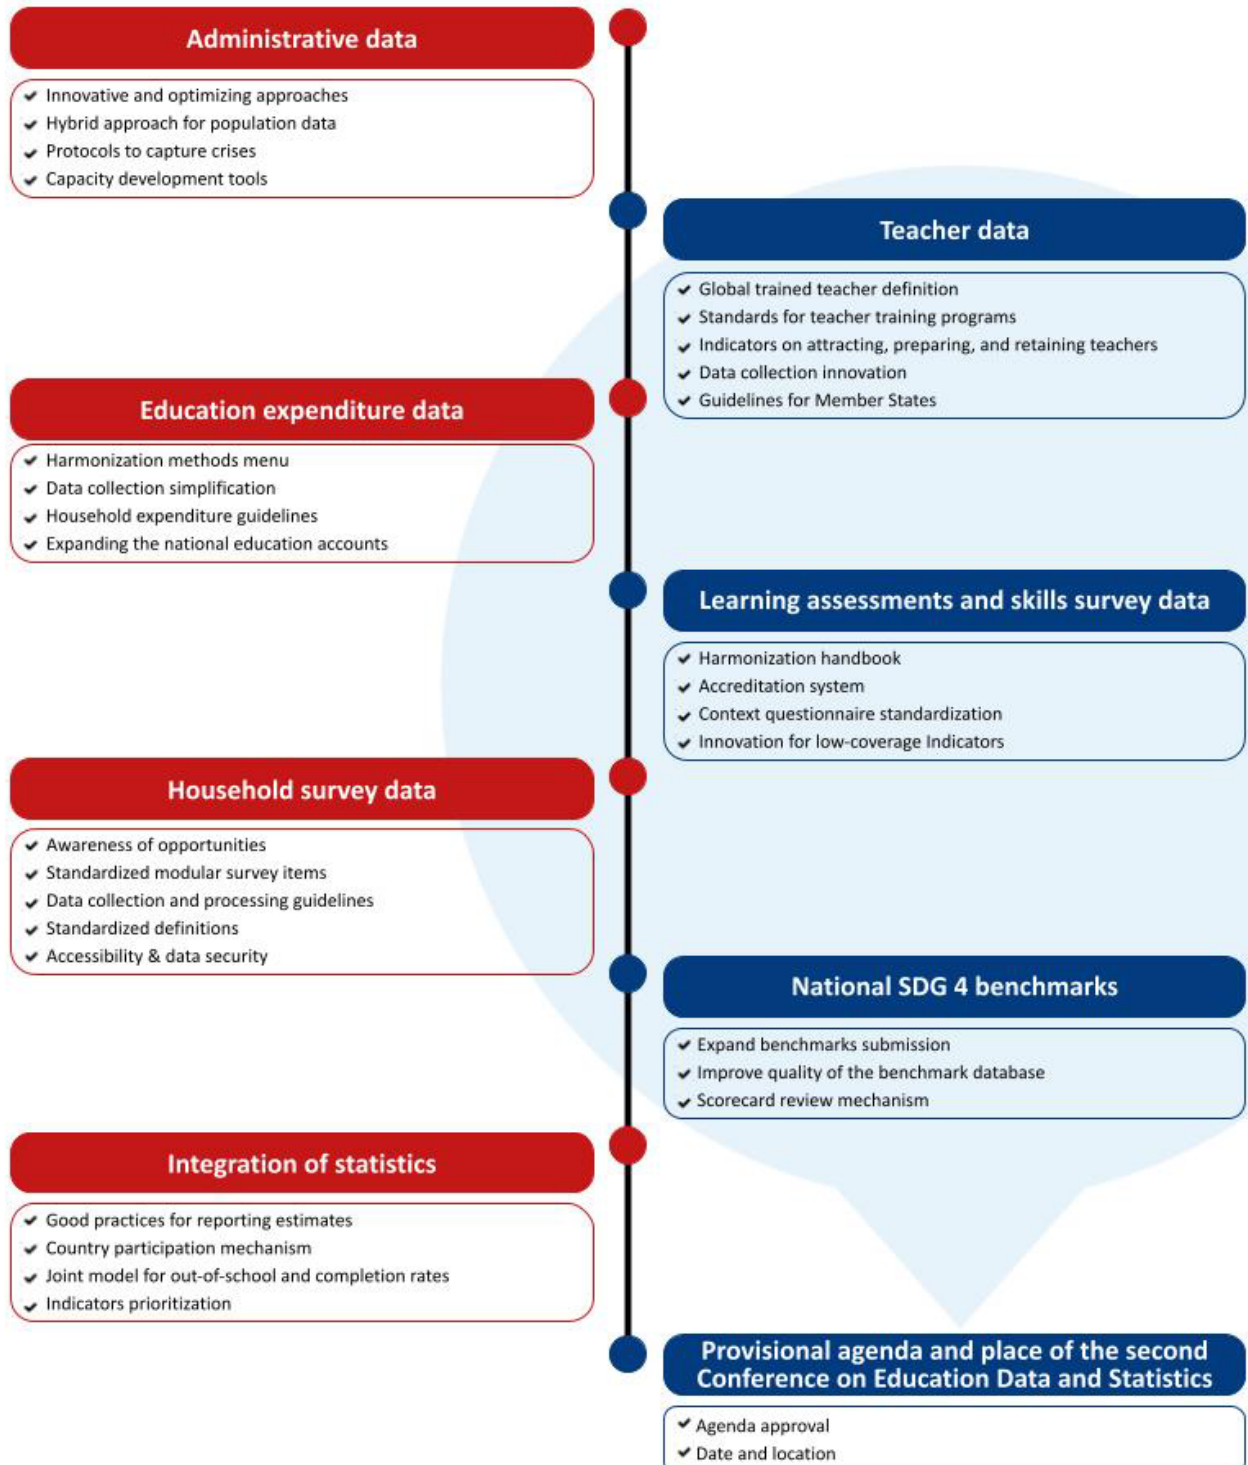 Administrative data
Innovative and optimizing approaches
Hybrid approach for population data
Protocols to capture crises
Capacity development tools
Teacher data
Global trained teacher definition
Standards for teacher training programs
Indicators on attracting, preparing, and retaining teachers
Data collection innovation
Guidelines for Member States
Education expenditure data
Harmonization methods menu
Data collection simplification
Household expenditure guidelines
Expanding the national education accounts
Learning assessments and skills survey data
Harmonization handbook
Accreditation system
Context questionnaire standardization
Innovation for low-coverage Indicators
Household survey data
Awareness of opportunities
Standardized modular survey items
Data collection and processing guidelines
Standardized definitions
Accessibility & data security
National SDG 4 benchmarks
Expand benchmarks submission
Improve quality of the benchmark database
Scorecard review mechanism
Integration of statistics
Good practices for reporting estimates
Country participation mechanism
Joint model for out-of-school and completion rates
Indicators prioritization
Provisional agenda and place of the second
Conference on Education Data and Statistics
Agenda approval
Date and location